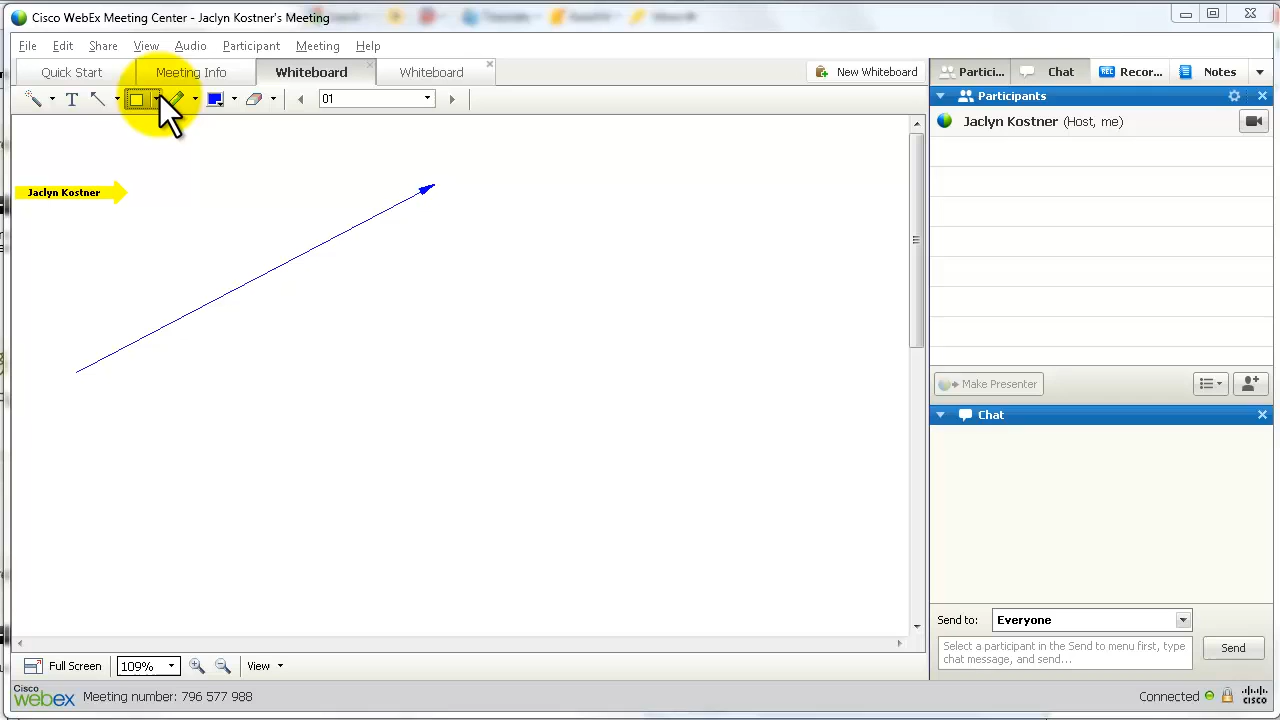 Cisco WebEx Meeting Center - Jaclyn Kostner's Meeting
File Edit Share View Audio Participant Meeting Help
Quick Start Meeting Info Whiteboard Whiteboard New Whiteboard
Partici... Chat REC Recor... Notes
T 01
Participants
Jaclyn Kostner (Host, me)
Jaclyn Kostner
Make Presenter
Chat
Send to: Everyone
Select a participant in the Send to menu first, type
chat message, and send...
Send
Full Screen 109% View
Cisco
webex Meeting number: 796 577 988
Connected
cisco